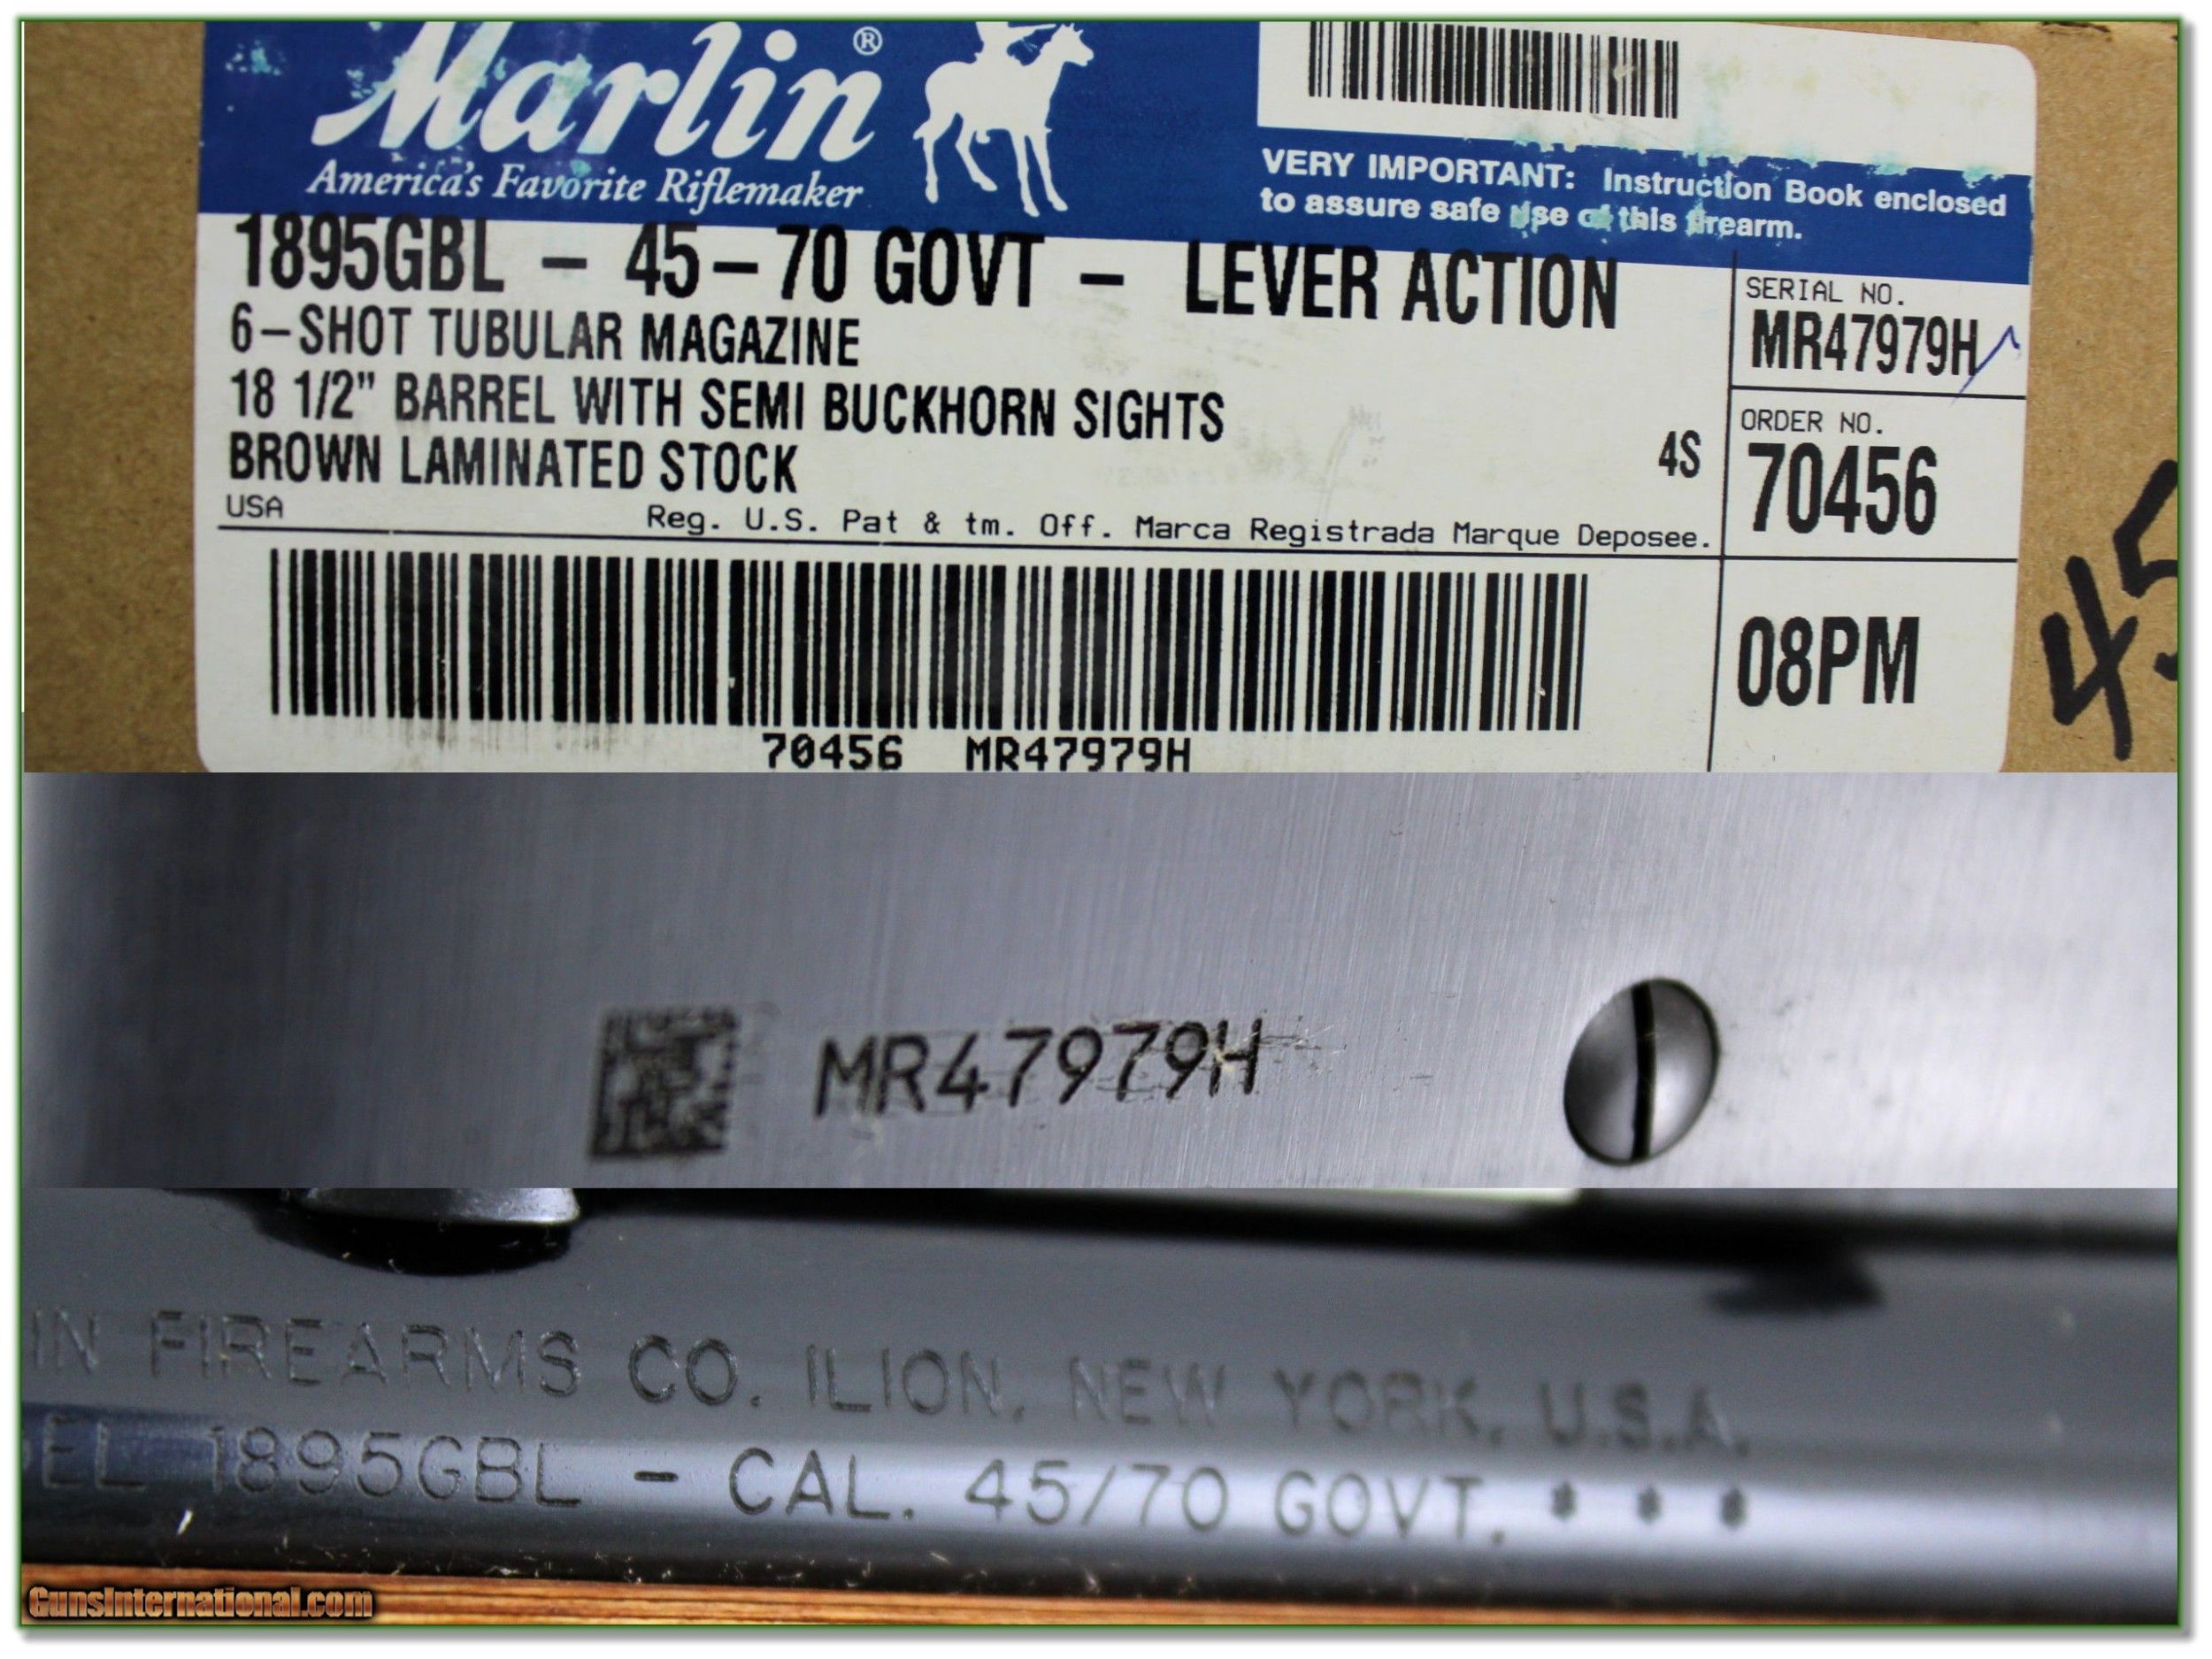 Marlin®
America's Favorite Riflemaker
VERY IMPORTANT: Instruction Book enclosed
to assure safe use of this firearm.
1895GBL - 45-70 GOVT - LEVER ACTION
6-SHOT TUBULAR MAGAZINE
18 1/2" BARREL WITH SEMI BUCKHORN SIGHTS
BROWN LAMINATED STOCK
4S
USA
Reg. U.S. Pat & tm. Off. Marca Registrada Marque Deposee.
SERIAL NO.
MR47979H
ORDER NO.
70456
08PM
70456 MR47979H
45
MR47979H
IN FIREARMS CO. ILION, NEW YORK, U.S.A.
EL 1895GBL - CAL. 45/70 GOVT. * * *
GunsInternational.com